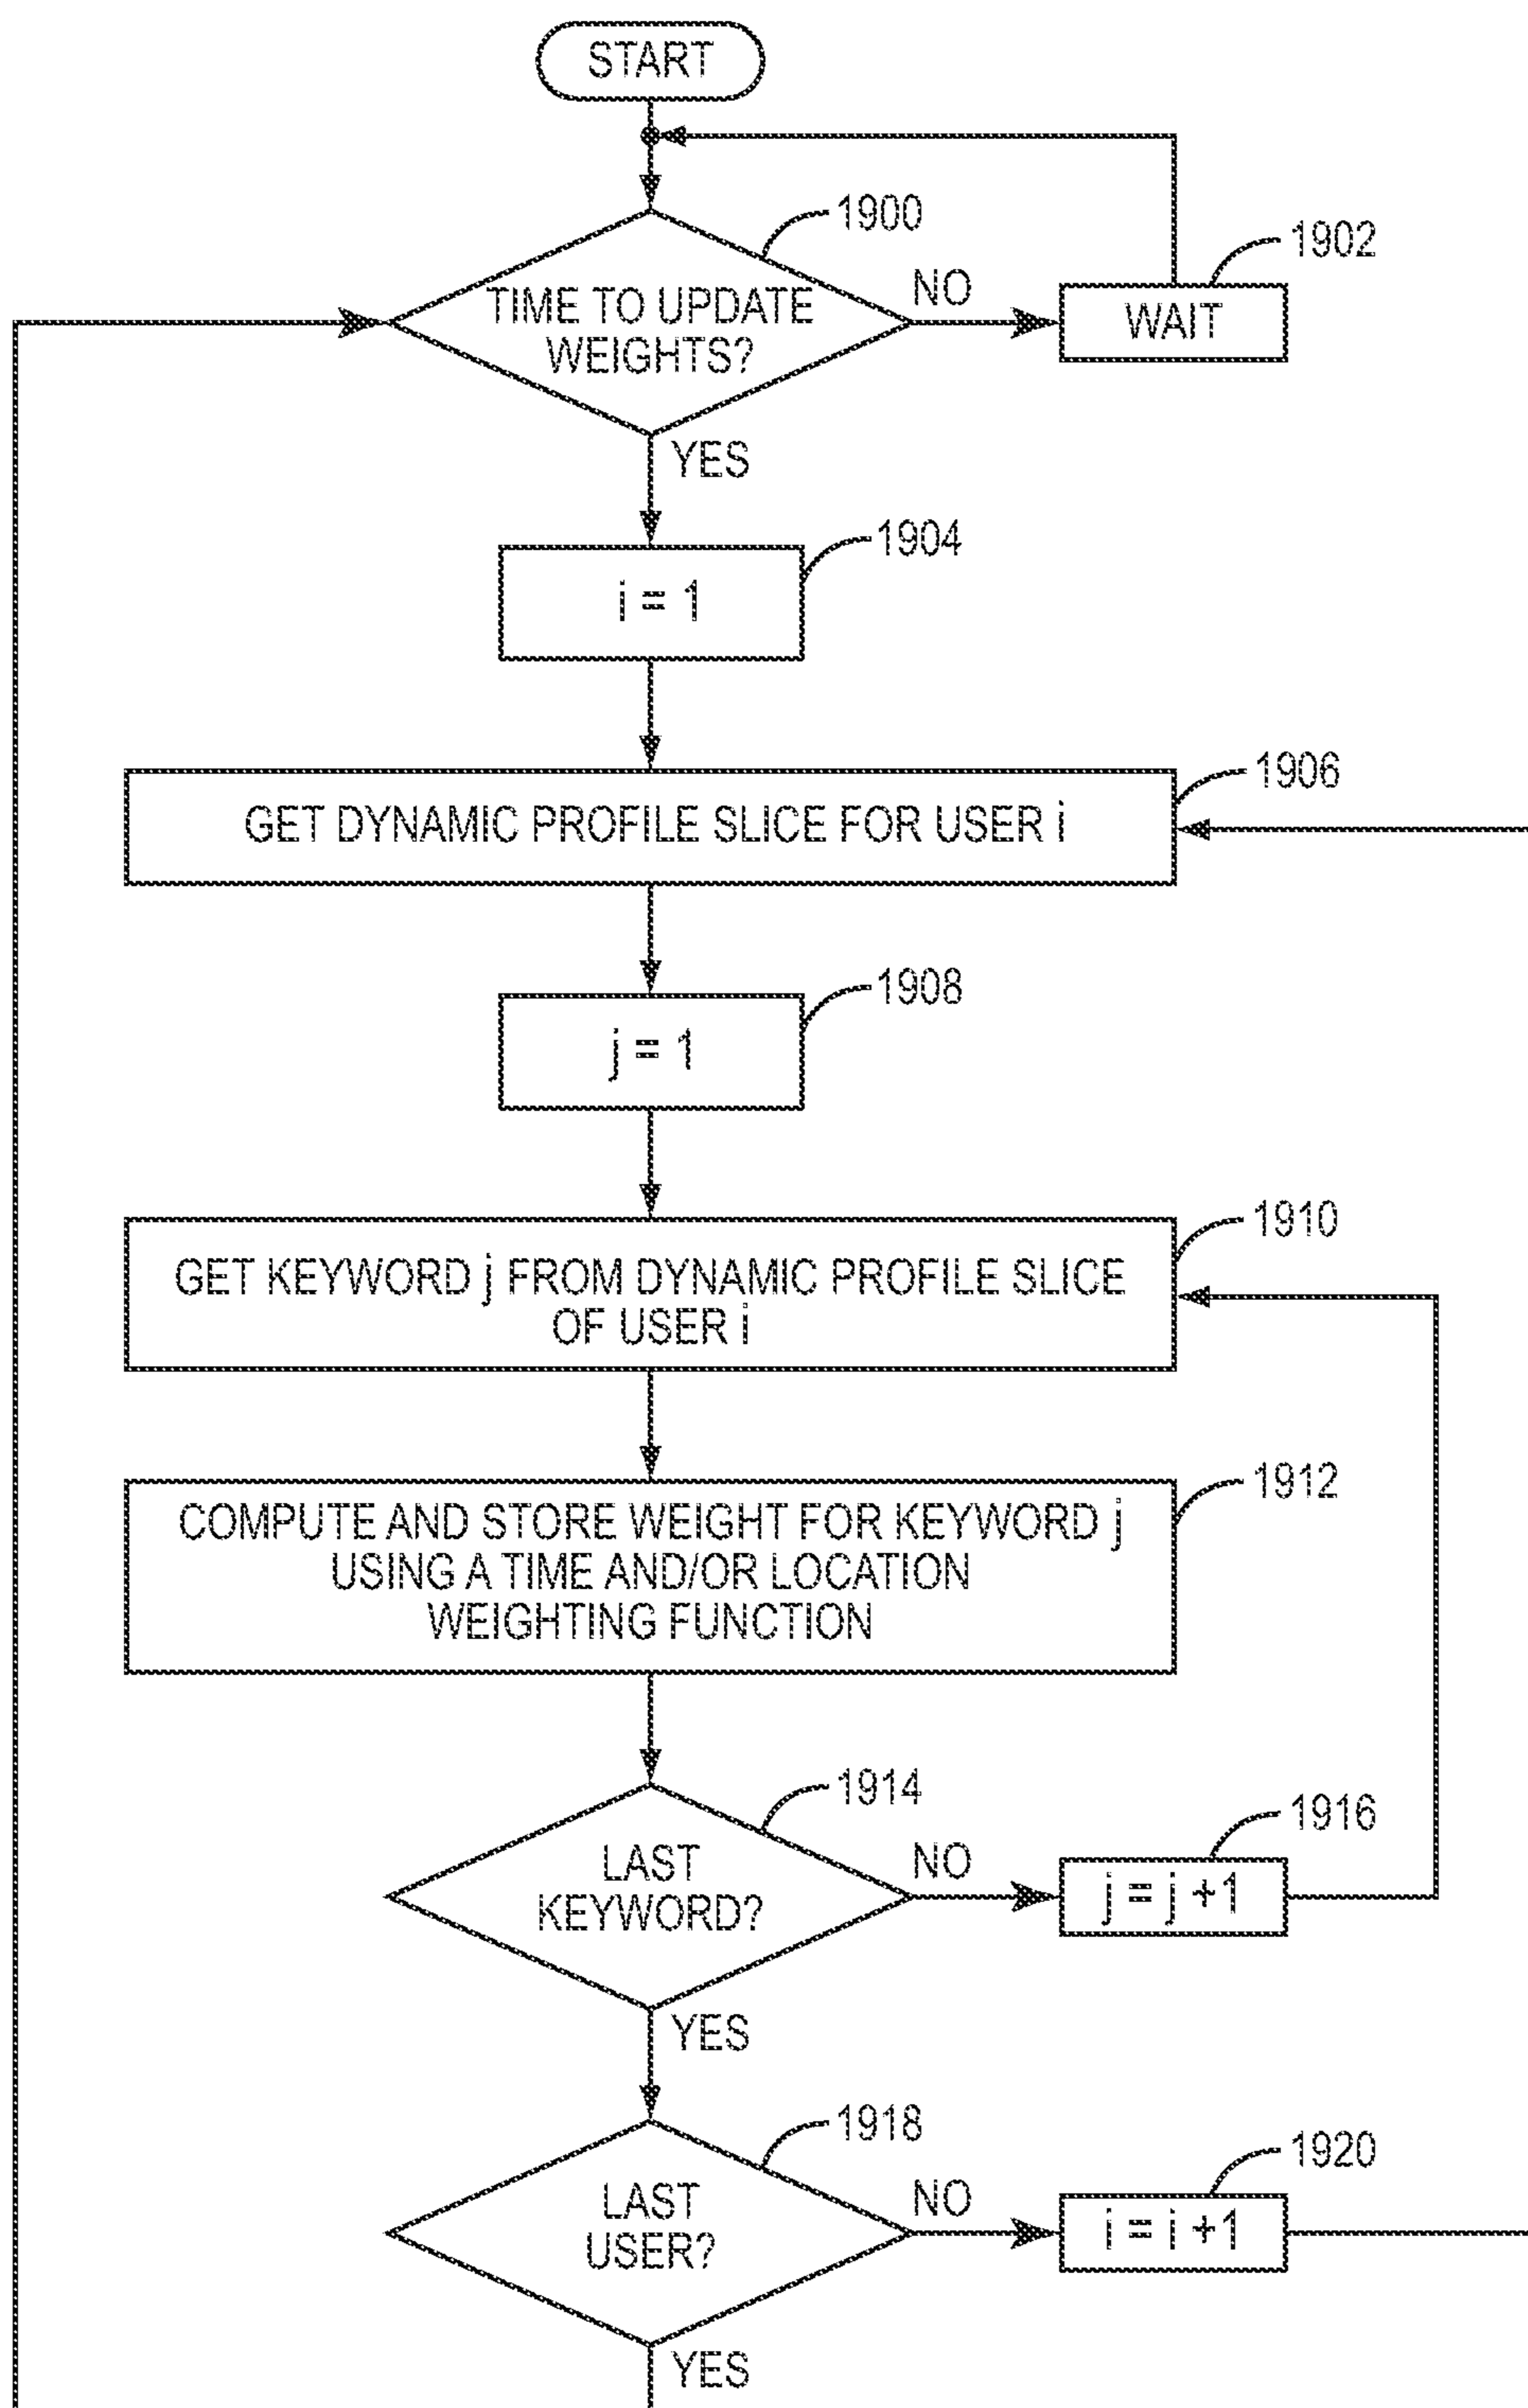 START
1900
TIME TO UPDATE
WEIGHTS?
NO
1902
WAIT
YES
1904
i = 1
1906
GET DYNAMIC PROFILE SLICE FOR USER i
1908
j = 1
1910
GET KEYWORD j FROM DYNAMIC PROFILE SLICE
OF USER i
1912
COMPUTE AND STORE WEIGHT FOR KEYWORD j
USING A TIME AND/OR LOCATION
WEIGHTING FUNCTION
1914
LAST
KEYWORD?
NO
1916
j = j +1
YES
1918
LAST
USER?
NO
1920
i = i +1
YES